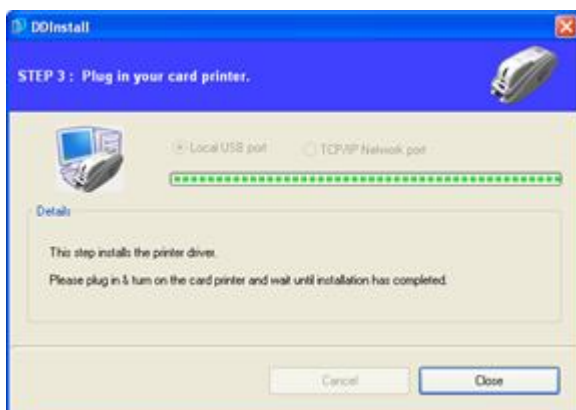 DDInstall
STEP 3 : Plug in your card printer.
Local USB port TCP/IP Network port
Details
This step installs the printer driver.
Please plug in & turn on the card printer and wait until installation has completed.
Cancel Close